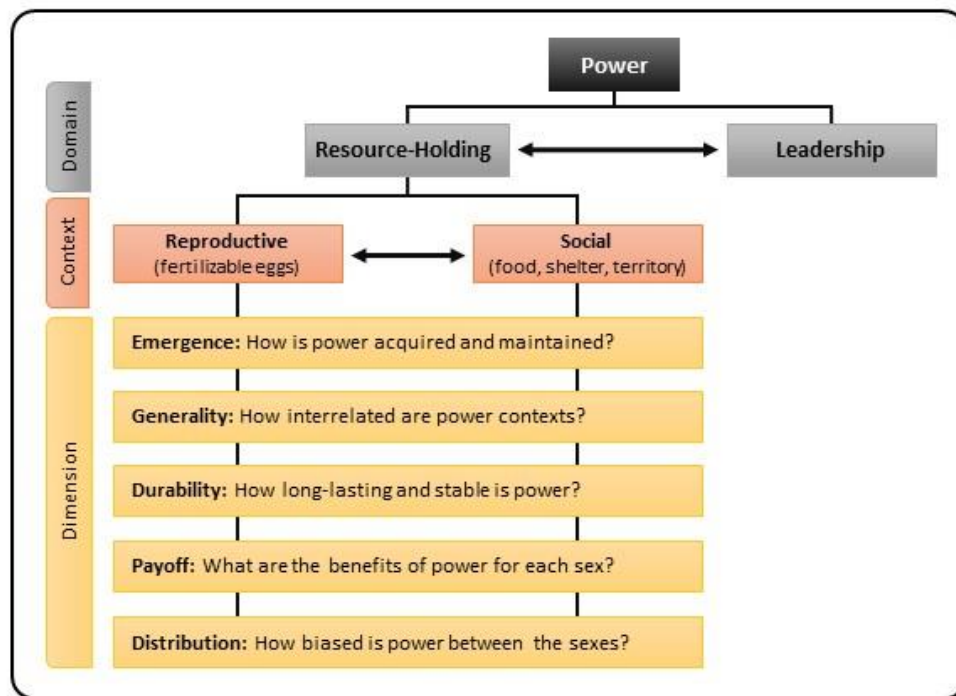 Power
Domain
Resource-Holding
Leadership
Context
Reproductive
(fertilizable eggs)
Social
(food, shelter, territory)
Dimension
Emergence: How is power acquired and maintained?
Generality: How interrelated are power contexts?
Durability: How long-lasting and stable is power?
Payoff: What are the benefits of power for each sex?
Distribution: How biased is power between the sexes?